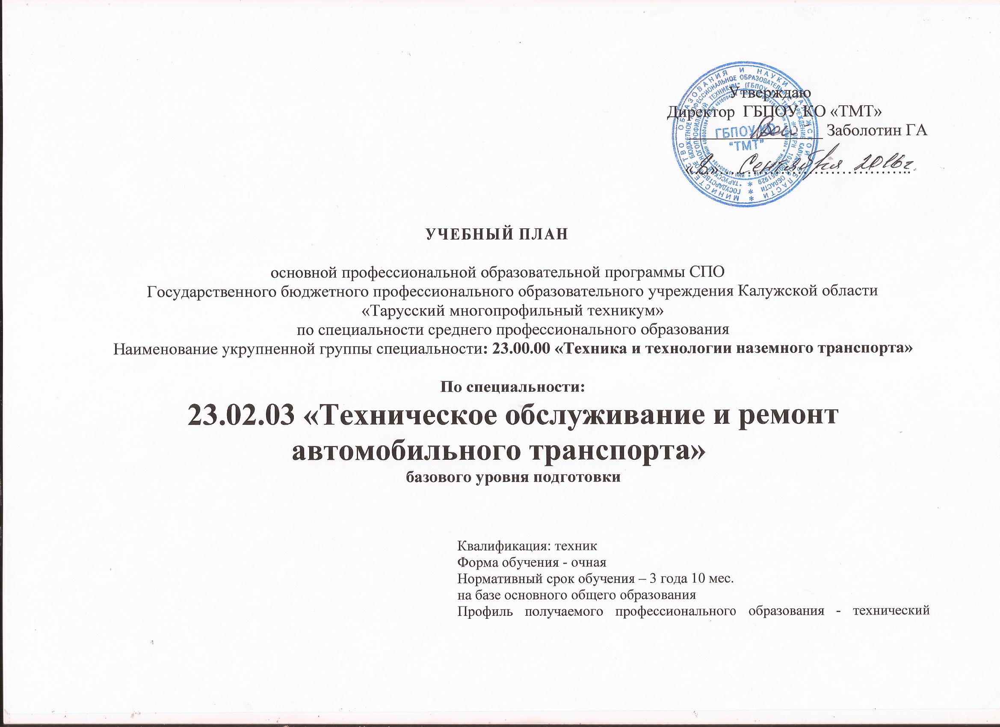 Утверждаю
Директор ГБПОУ КО «ТМТ»
Заболотин ГА
Сентября 2016г
МИНИСТЕРСТВО ОБРАЗОВАНИЯ И НАУКИ КАЛУЖСКОЙ ОБЛАСТИ
ГОСУДАРСТВЕННОЕ БЮДЖЕТНОЕ ПРОФЕССИОНАЛЬНОЕ ОБРАЗОВАТЕЛЬНОЕ УЧРЕЖДЕНИЕ КАЛУЖСКОЙ ОБЛАСТИ
"ТАРУССКИЙ МНОГОПРОФИЛЬНЫЙ ТЕХНИКУМ" (ГБПОУ КО "ТМТ")
ГБПОУ КО
"ТМТ"
УЧЕБНЫЙ ПЛАН
основной профессиональной образовательной программы СПО
Государственного бюджетного профессионального образовательного учреждения Калужской области
«Тарусский многопрофильный техникум»
по специальности среднего профессионального образования
Наименование укрупненной группы специальности: 23.00.00 «Техника и технологии наземного транспорта»
По специальности:
23.02.03 «Техническое обслуживание и ремонт
автомобильного транспорта»
базового уровня подготовки
Квалификация: техник
Форма обучения - очная
Нормативный срок обучения – 3 года 10 мес.
на базе основного общего образования
Профиль получаемого профессионального образования - технический